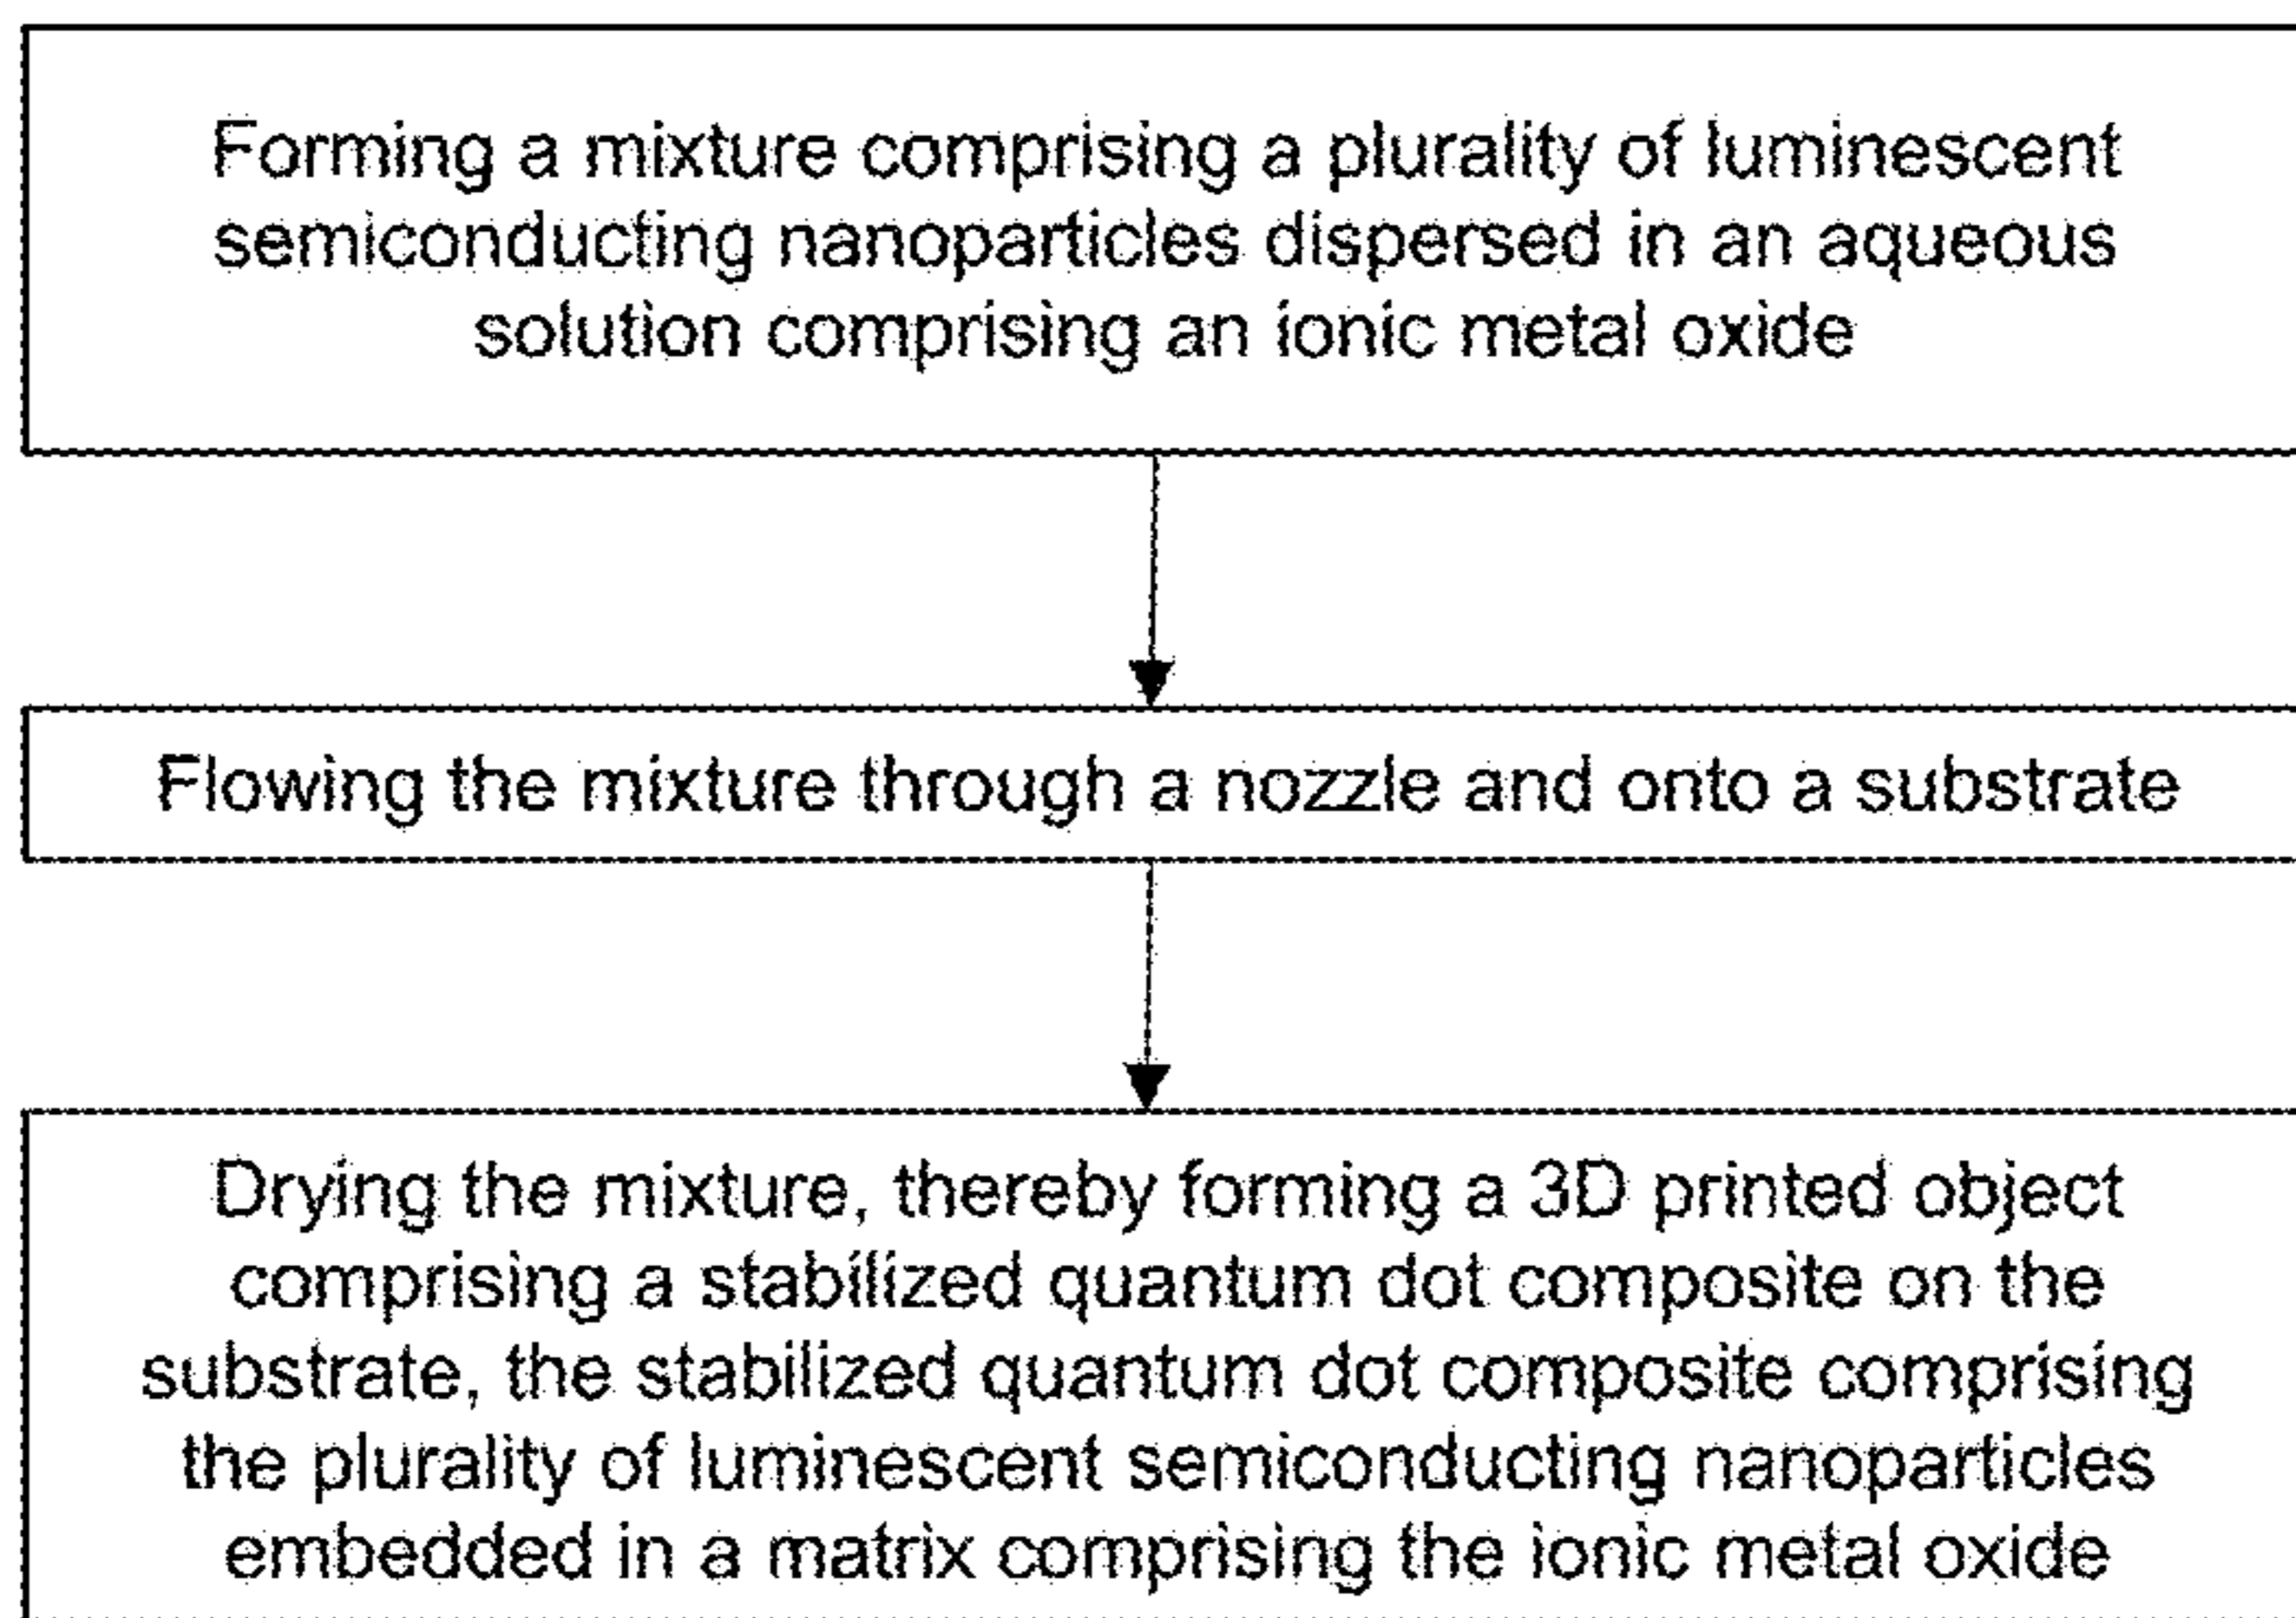 Forming a mixture comprising a plurality of luminescent
semiconducting nanoparticles dispersed in an aqueous
solution comprising an ionic metal oxide
Flowing the mixture through a nozzle and onto a substrate
Drying the mixture, thereby forming a 3D printed object
comprising a stabilized quantum dot composite on the
substrate, the stabilized quantum dot composite comprising
the plurality of luminescent semiconducting nanoparticles
embedded in a matrix comprising the ionic metal oxide